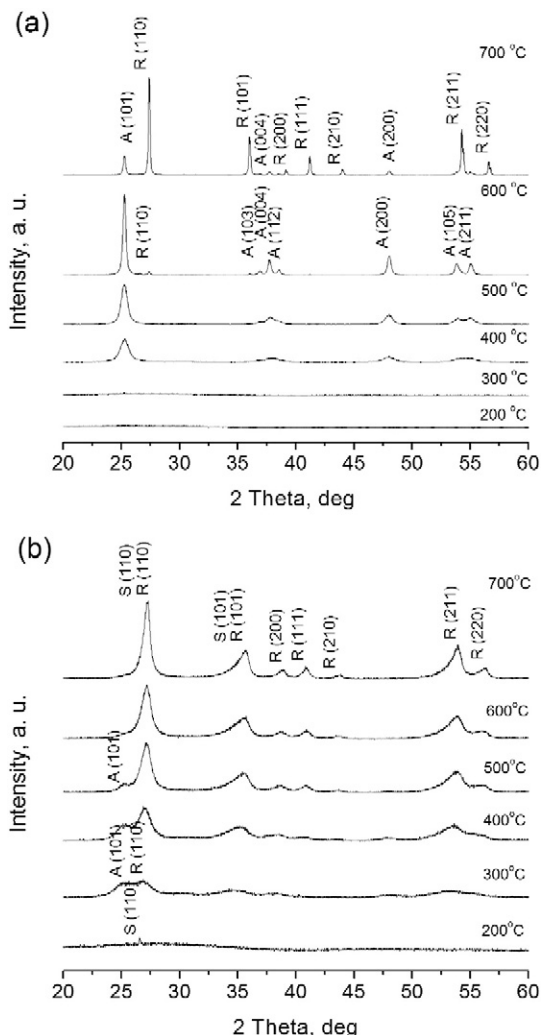 (a)
A (101)
R (110)
R (101)
A (004)
R (200)
R (111)
R (210)
A (200)
R (211)
R (220)
700 °C
600 °C
R (110)
A (103)
A (004)
A (112)
A (200)
A (105)
A (211)
500 °C
400 °C
300 °C
200 °C
Intensity, a. u.
20 25 30 35 40 45 50 55 60
2 Theta, deg
(b)
S (110)
R (110)
S (101)
R (101)
R (200)
R (111)
R (210)
R (211)
R (220)
700°C
600°C
A (101)
500°C
400°C
A (101)
S (110)
R (110)
300°C
200°C
Intensity, a. u.
20 25 30 35 40 45 50 55 60
2 Theta, deg